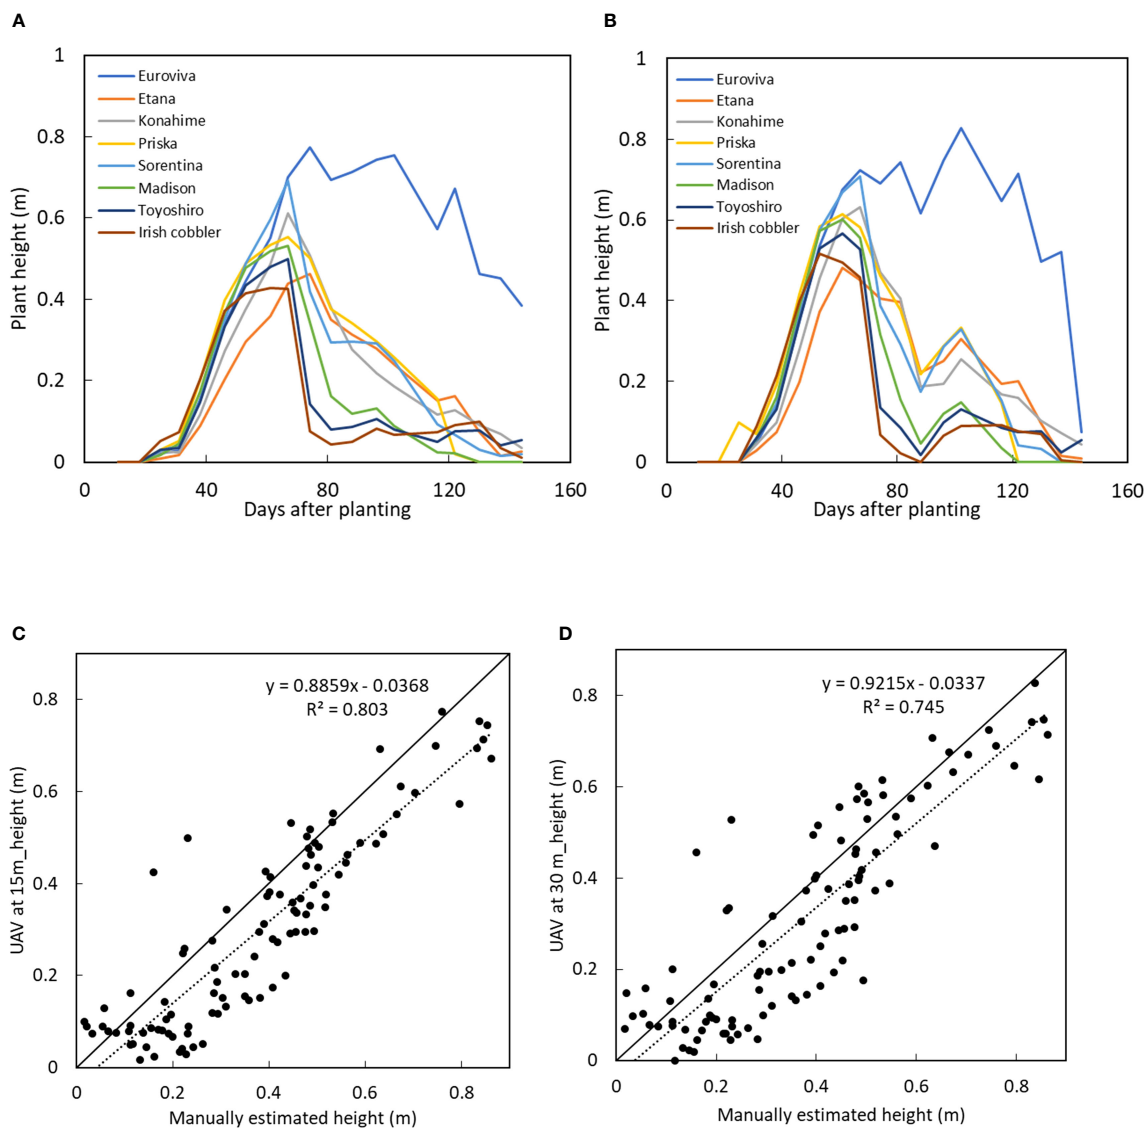 A
1
0.8
0.6
0.4
0.2
0
0 40 80 120 160
Plant height (m)
Days after planting
Euroviva
Etana
Konahime
Priska
Sorentina
Madison
Toyoshiro
Irish cobbler
B
1
0.8
0.6
0.4
0.2
0
0 40 80 120 160
Plant height (m)
Days after planting
Euroviva
Etana
Konahime
Priska
Sorentina
Madison
Toyoshiro
Irish cobbler
C
y = 0.8859x - 0.0368
R² = 0.803
0.8
0.6
0.4
0.2
0
0 0.2 0.4 0.6 0.8
UAV at 15m_height (m)
Manually estimated height (m)
D
y = 0.9215x - 0.0337
R² = 0.745
0.8
0.6
0.4
0.2
0
0 0.2 0.4 0.6 0.8
UAV at 30 m_height (m)
Manually estimated height (m)